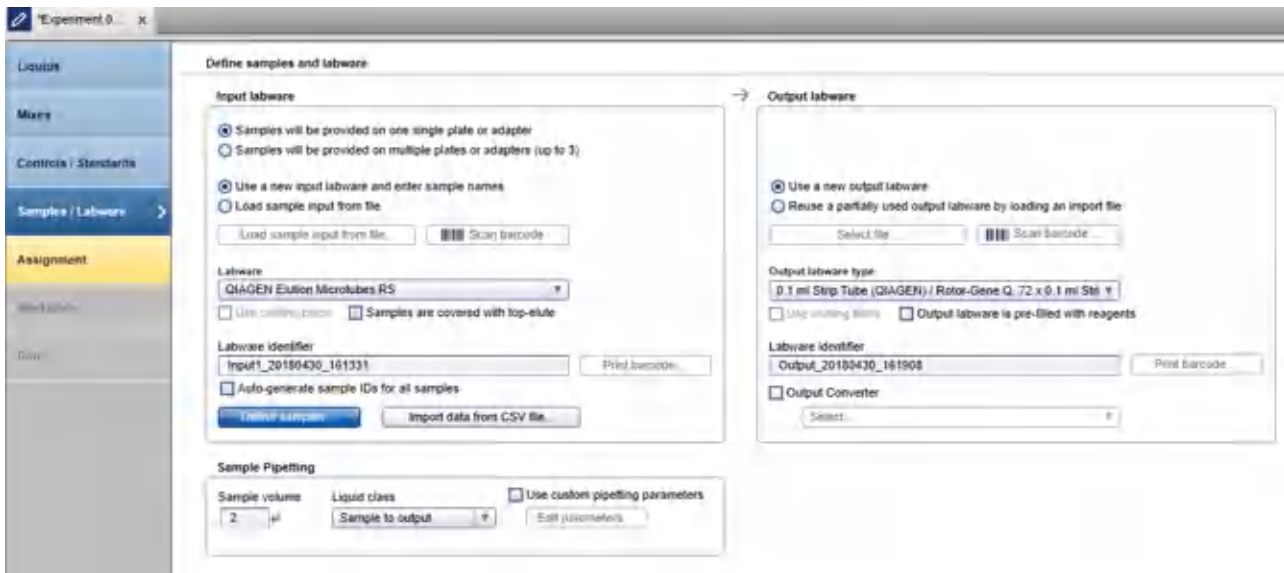 *Experiment 0... x
Liquids
Mixes
Controls / Standards
Samples / Labware
Assignment
Define samples and labware
Input labware
Samples will be provided on one single plate or adapter
Samples will be provided on multiple plates or adapters (up to 3)
Use a new input labware and enter sample names
Load sample input from file
Load sample input from file... Scan barcode
Labware
QIAGEN Elution Microtubes RS
Samples are covered with top-elute
Labware identifier
Input1_20180430_161331 Print barcode...
Auto-generate sample IDs for all samples
Define samples Import data from CSV file...
Sample Pipetting
Sample volume Liquid class Use custom pipetting parameters
2 µl Sample to output Edit parameters
Output labware
Use a new output labware
Reuse a partially used output labware by loading an import file
Select file... Scan barcode...
Output labware type
0.1 ml Strip Tube (QIAGEN) / Rotor-Gene Q, 72 x 0.1 ml Stri
Output labware is pre-filled with reagents
Labware identifier
Output_20180430_161908 Print barcode...
Output Converter
Select...